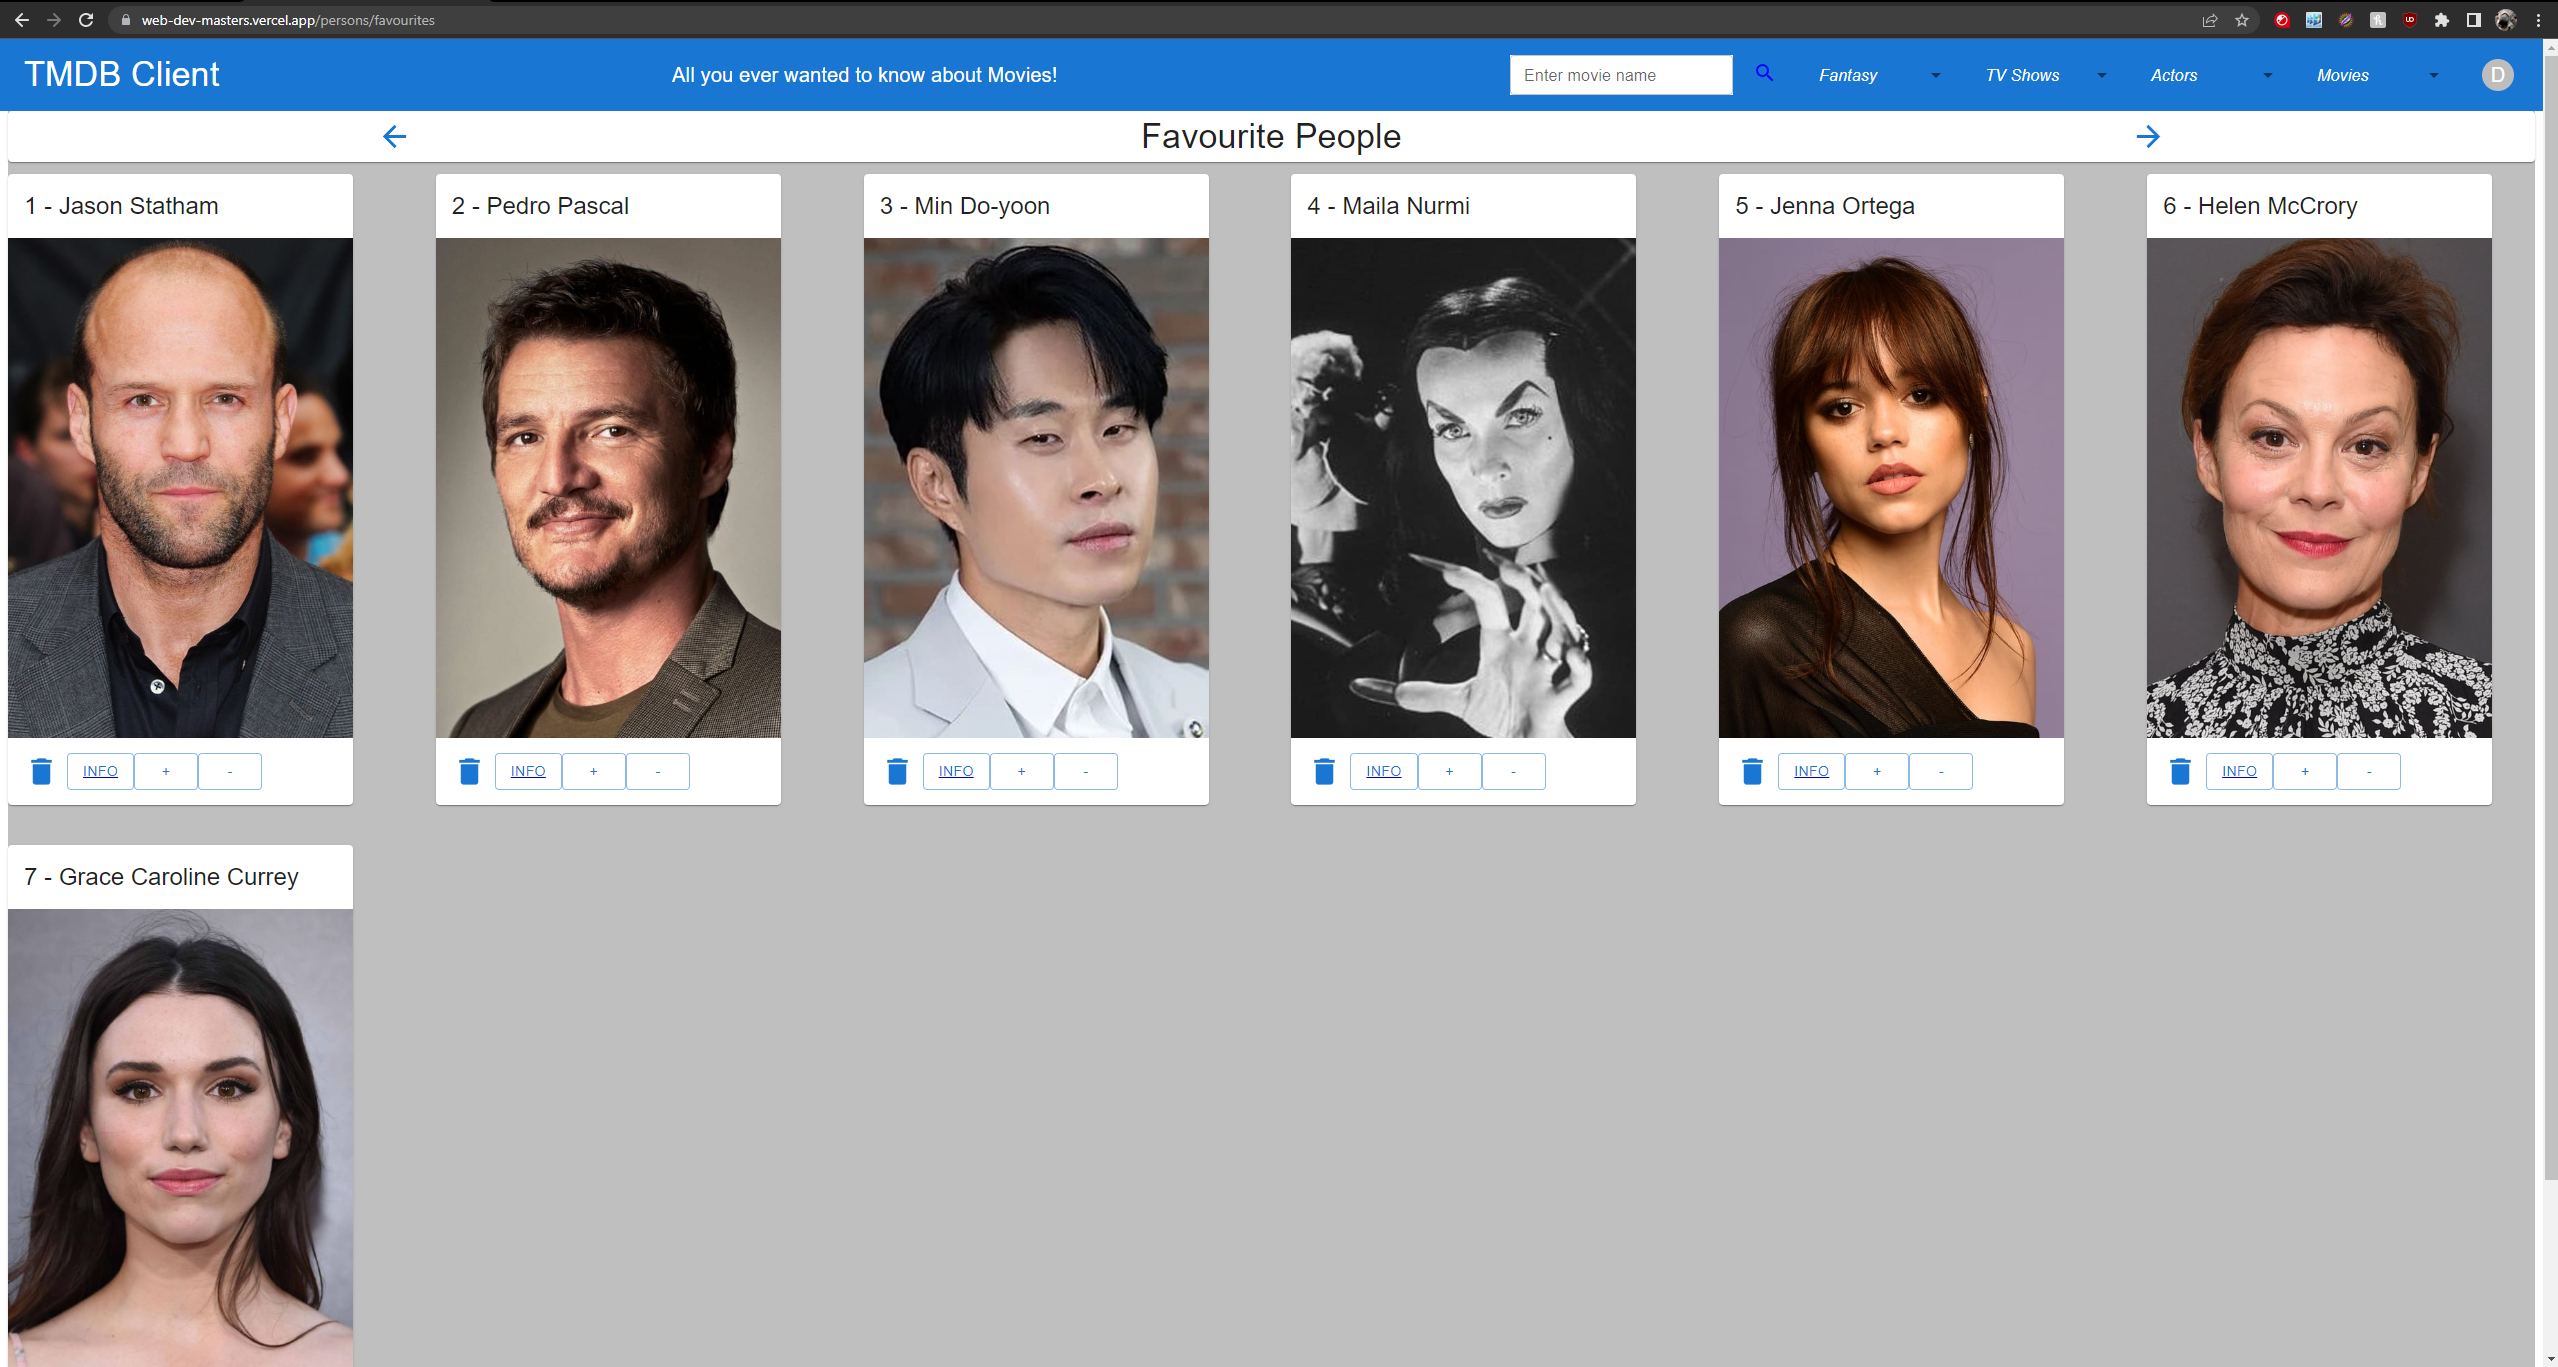 web-dev-masters.vercel.app/persons/favourites
TMDB Client
All you ever wanted to know about Movies!
Enter movie name
Fantasy
TV Shows
Actors
Movies
D
Favourite People
1 - Jason Statham
2 - Pedro Pascal
3 - Min Do-yoon
4 - Maila Nurmi
5 - Jenna Ortega
6 - Helen McCrory
INFO + -
INFO + -
INFO + -
INFO + -
INFO + -
INFO + -
7 - Grace Caroline Currey